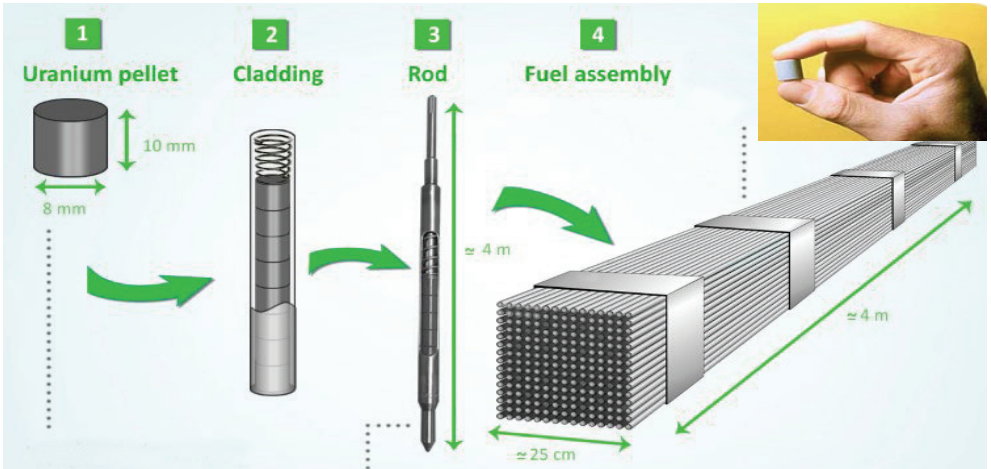 1
Uranium pellet
10 mm
8 mm
2
Cladding
3
Rod
≃ 4 m
4
Fuel assembly
≃ 4 m
≃ 25 cm